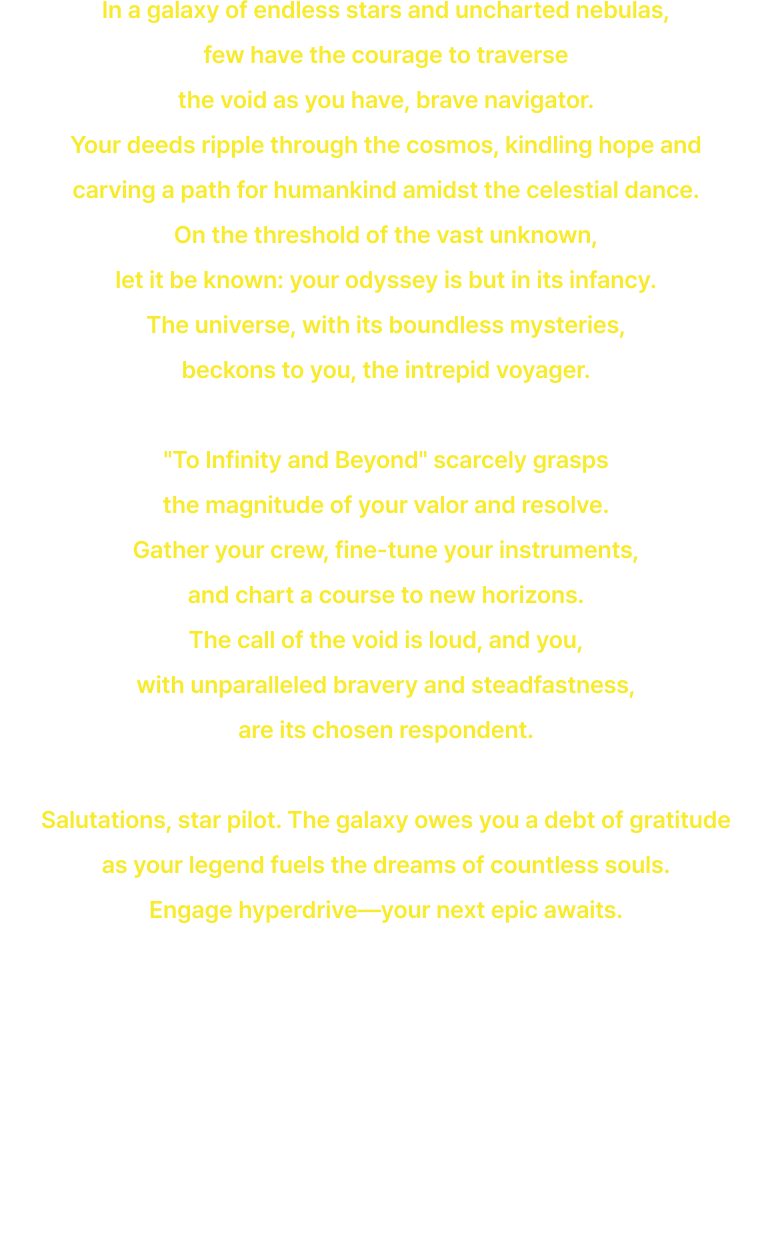 In a galaxy of endless stars and uncharted nebulas,
few have the courage to traverse
the void as you have, brave navigator.
Your deeds ripple through the cosmos, kindling hope and
carving a path for humankind amidst the celestial dance.
On the threshold of the vast unknown,
let it be known: your odyssey is but in its infancy.
The universe, with its boundless mysteries,
beckons to you, the intrepid voyager.
"To Infinity and Beyond" scarcely grasps
the magnitude of your valor and resolve.
Gather your crew, fine-tune your instruments,
and chart a course to new horizons.
The call of the void is loud, and you,
with unparalleled bravery and steadfastness,
are its chosen respondent.
Salutations, star pilot. The galaxy owes you a debt of gratitude
as your legend fuels the dreams of countless souls.
Engage hyperdrive—your next epic awaits.